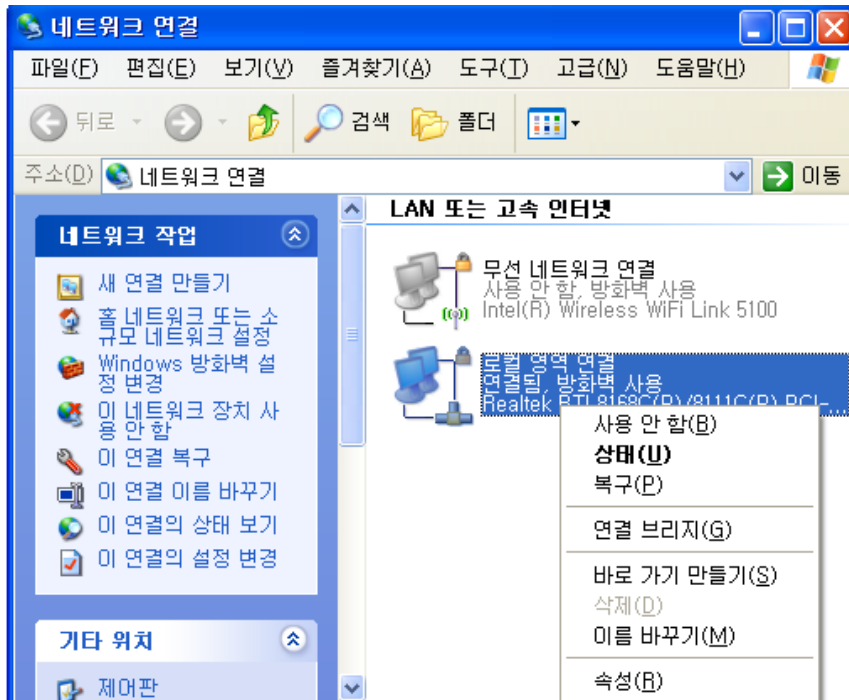 네트워크 연결
파일(F) 편집(E) 보기(V) 즐겨찾기(A) 도구(T) 고급(N) 도움말(H)
뒤로 검색 폴더
주소(D) 네트워크 연결 이동
네트워크 작업
새 연결 만들기
홈 네트워크 또는 소
규모 네트워크 설정
Windows 방화벽 설
정 변경
이 네트워크 장치 사
용 안 함
이 연결 복구
이 연결 이름 바꾸기
이 연결의 상태 보기
이 연결의 설정 변경
기타 위치
제어판
LAN 또는 고속 인터넷
무선 네트워크 연결
사용 안 함, 방화벽 사용
Intel(R) Wireless WiFi Link 5100
로컬 영역 연결
연결됨, 방화벽 사용
Realtek RTL8168C(P)/8111C(P) PCI-...
사용 안 함(B)
상태(U)
복구(P)
연결 브리지(G)
바로 가기 만들기(S)
삭제(D)
이름 바꾸기(M)
속성(R)